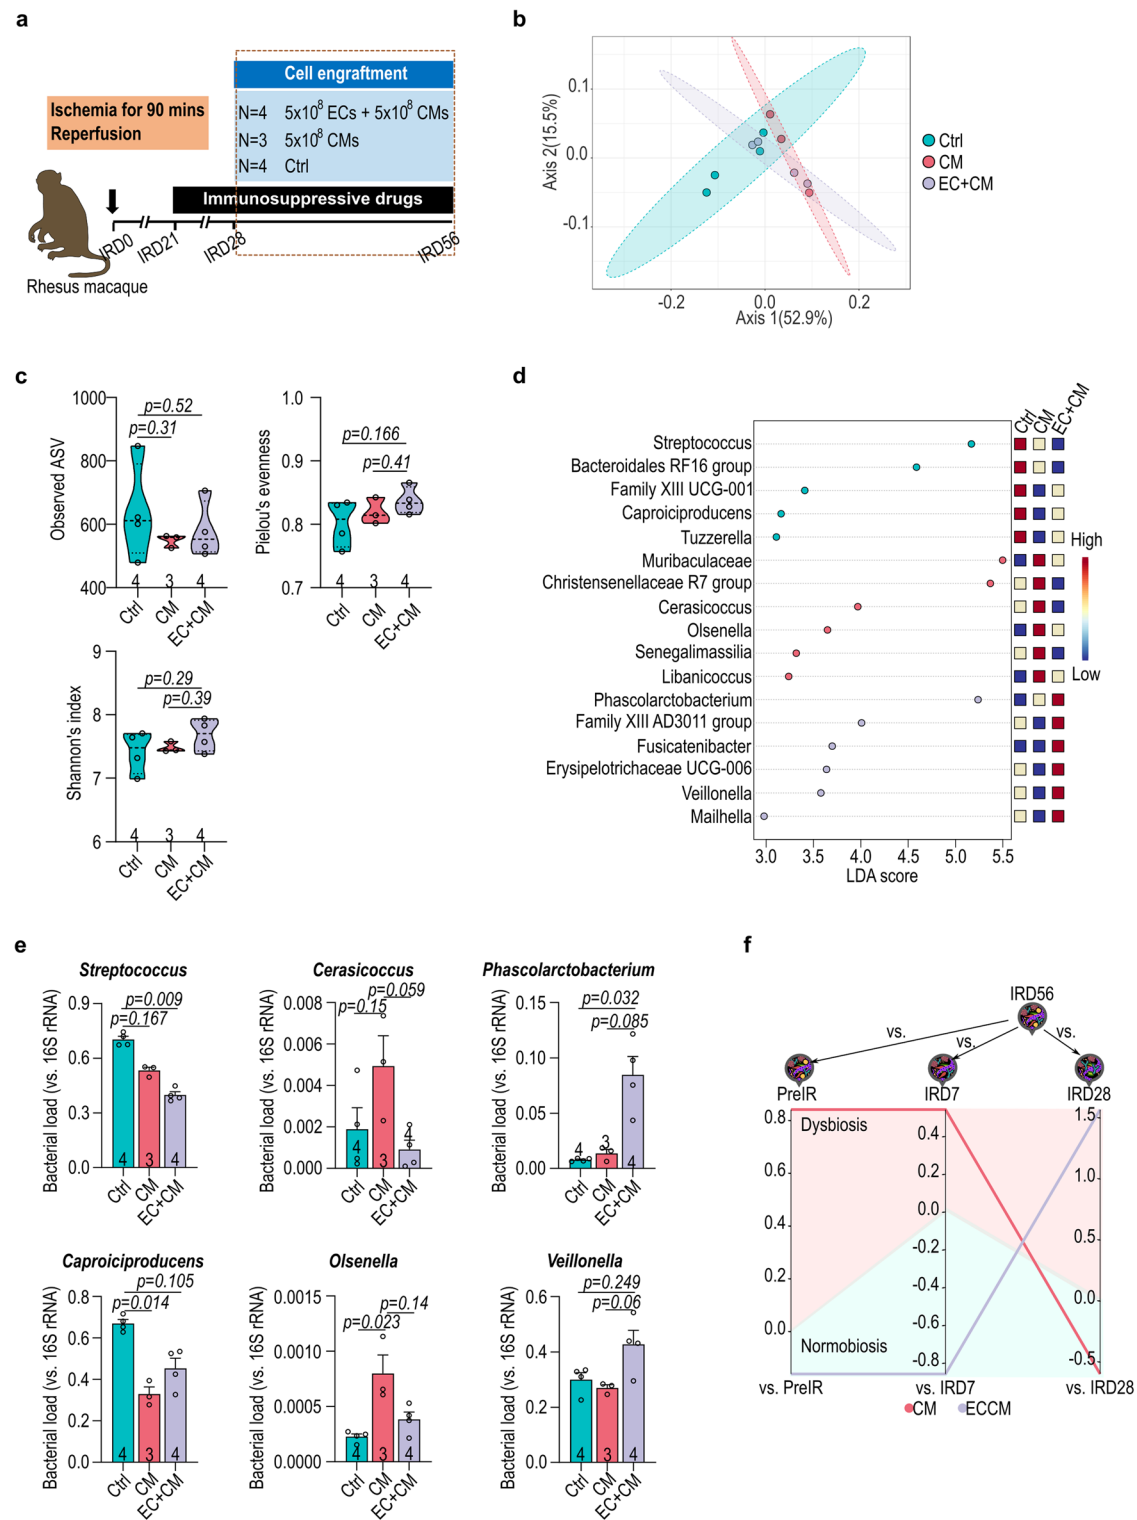 a
Cell engraftment
Ischemia for 90 mins
Reperfusion
N=4 5x10⁸ ECs + 5x10⁸ CMs
N=3 5x10⁸ CMs
N=4 Ctrl
Immunosuppressive drugs
IRD0
IRD21
IRD28
IRD56
Rhesus macaque
b
Axis 2(15.5%)
0.1
0.0
-0.1
-0.2
0.0
0.2
Axis 1(52.9%)
Ctrl
CM
EC+CM
c
Observed ASV
1000
800
600
400
p=0.52
p=0.31
4 3 4
Ctrl
CM
EC+CM
Pielou's evenness
1.0
0.9
0.8
0.7
p=0.166
p=0.41
4 3 4
Ctrl
CM
EC+CM
Shannon's index
9
8
7
6
p=0.29
p=0.39
4 3 4
Ctrl
CM
EC+CM
d
Ctrl
CM
EC+CM
Streptococcus
Bacteroidales RF16 group
Family XIII UCG-001
Caproiciproducens
Tuzzerella
Muribaculaceae
Christensenellaceae R7 group
Cerasicoccus
Olsenella
Senegalimassilia
Libanicoccus
Phascolarctobacterium
Family XIII AD3011 group
Fusicatenibacter
Erysipelotrichaceae UCG-006
Veillonella
Mailhella
3.0 3.5 4.0 4.5 5.0 5.5
LDA score
High
Low
e
Streptococcus
Bacterial load (vs. 16S rRNA)
0.9
0.6
0.3
0.0
p=0.009
p=0.167
4 3 4
Ctrl
CM
EC+CM
Cerasicoccus
Bacterial load (vs. 16S rRNA)
0.008
0.006
0.004
0.002
0.000
p=0.059
p=0.15
4 3 4
Ctrl
CM
EC+CM
Phascolarctobacterium
Bacterial load (vs. 16S rRNA)
0.15
0.10
0.05
0.00
p=0.032
p=0.085
4 3 4
Ctrl
CM
EC+CM
Caproiciproducens
Bacterial load (vs. 16S rRNA)
0.8
0.6
0.4
0.2
0.0
p=0.105
p=0.014
4 3 4
Ctrl
CM
EC+CM
Olsenella
Bacterial load (vs. 16S rRNA)
0.0015
0.0010
0.0005
0.0000
p=0.14
p=0.023
4 3 4
Ctrl
CM
EC+CM
Veillonella
Bacterial load (vs. 16S rRNA)
0.6
0.4
0.2
0.0
p=0.249
p=0.06
4 3 4
Ctrl
CM
EC+CM
f
IRD56
vs.
vs.
vs.
PreIR
IRD7
IRD28
Dysbiosis
Normobiosis
0.8
0.6
0.4
0.2
0.0
0.4
0.2
0.0
-0.2
-0.4
-0.6
-0.8
1.5
1.0
0.5
0.0
-0.5
vs. PreIR
vs. IRD7
vs. IRD28
CM
ECCM